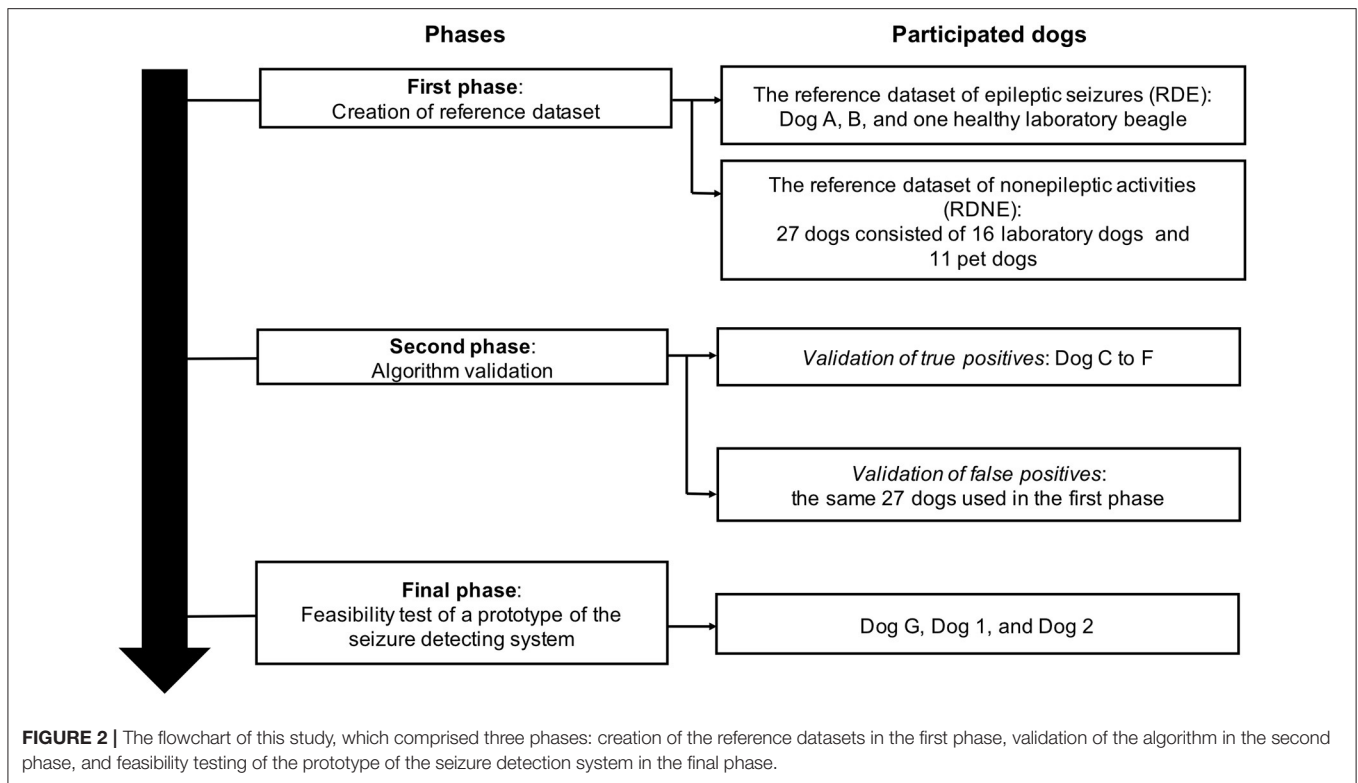 Phases
Participated dogs
First phase:
Creation of reference dataset
The reference dataset of epileptic seizures (RDE):
Dog A, B, and one healthy laboratory beagle
The reference dataset of nonepileptic activities
(RDNE):
27 dogs consisted of 16 laboratory dogs and
11 pet dogs
Second phase:
Algorithm validation
Validation of true positives: Dog C to F
Validation of false positives:
the same 27 dogs used in the first phase
Final phase:
Feasibility test of a prototype of the
seizure detecting system
Dog G, Dog 1, and Dog 2
FIGURE 2 | The flowchart of this study, which comprised three phases: creation of the reference datasets in the first phase, validation of the algorithm in the second
phase, and feasibility testing of the prototype of the seizure detection system in the final phase.